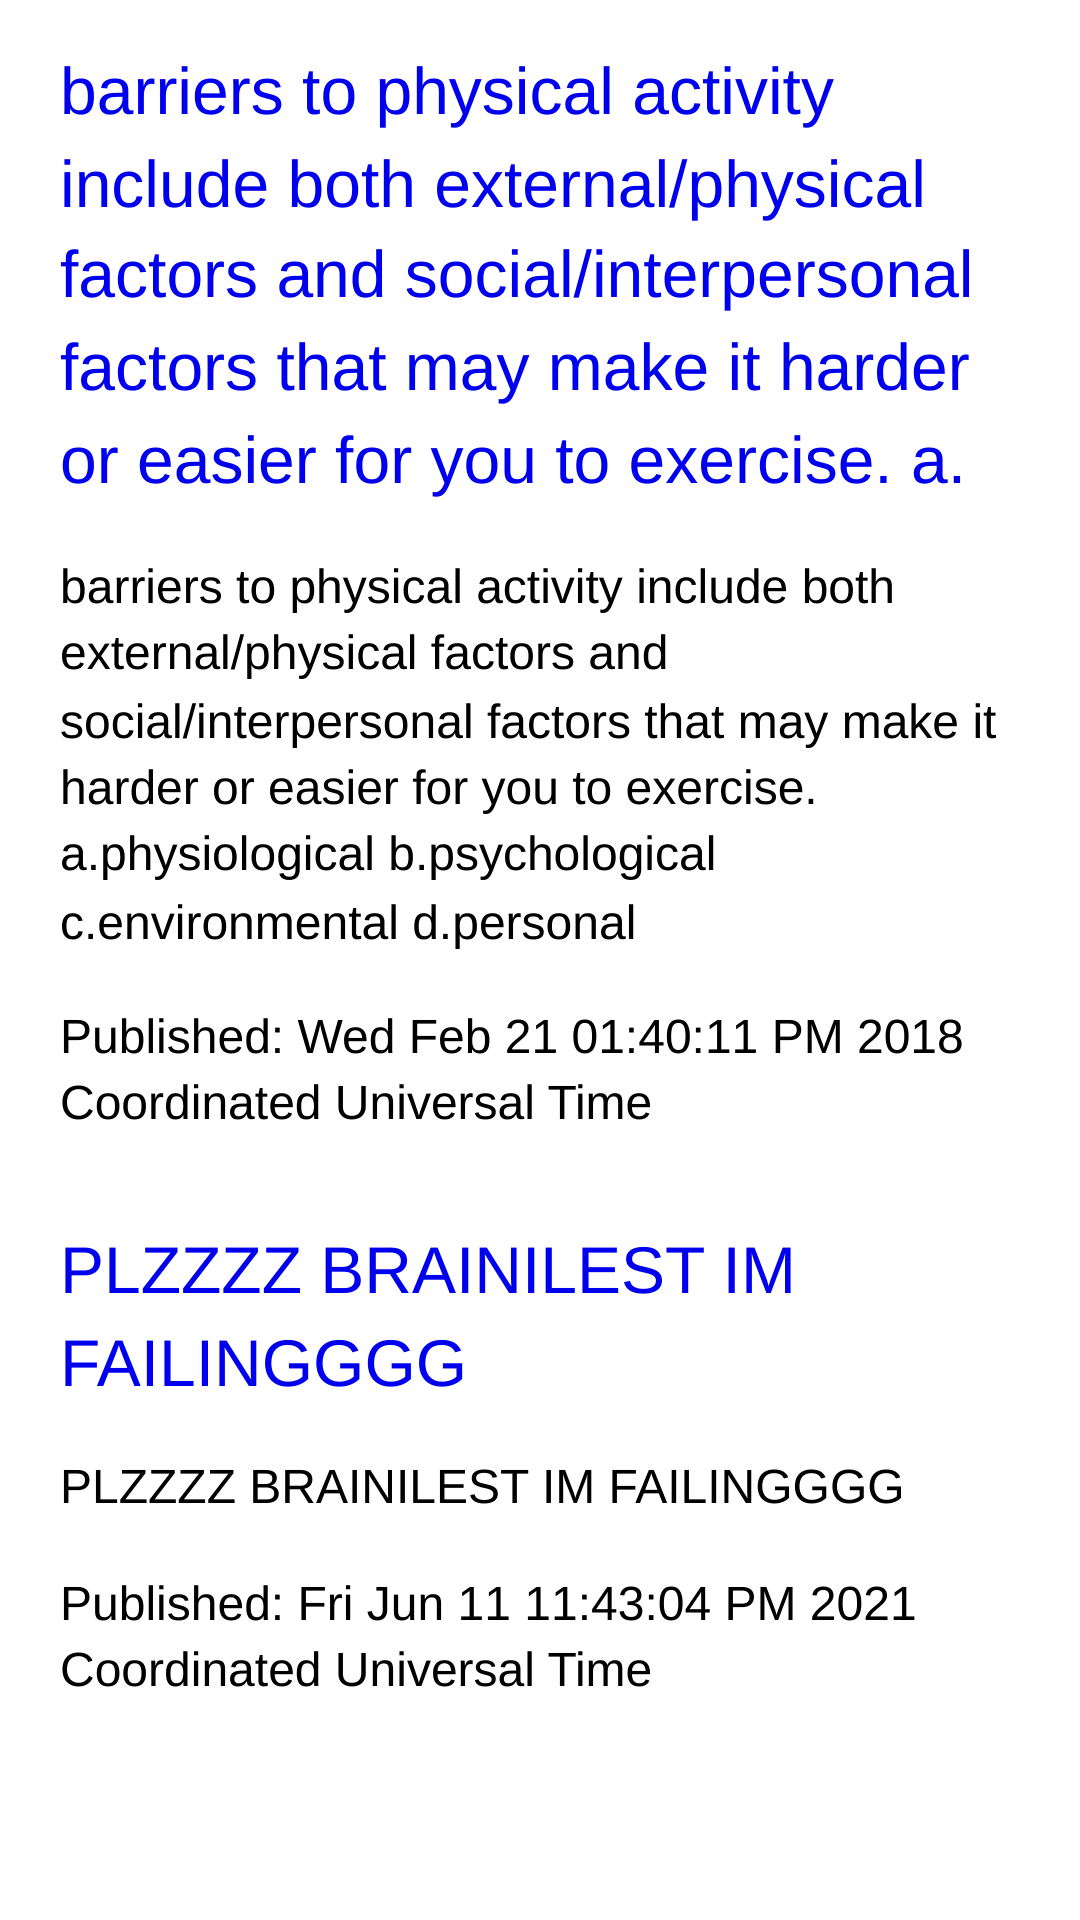 barriers to physical activity
include both external/physical
factors and social/interpersonal
factors that may make it harder
or easier for you to exercise. a.
barriers to physical activity include both
external/physical factors and
social/interpersonal factors that may make it
harder or easier for you to exercise.
a.physiological b.psychological
c.environmental d.personal
Published: Wed Feb 21 01:40:11 PM 2018
Coordinated Universal Time
PLZZZZ BRAINILEST IM
FAILINGGGG
PLZZZZ BRAINILEST IM FAILINGGGG
Published: Fri Jun 11 11:43:04 PM 2021
Coordinated Universal Time